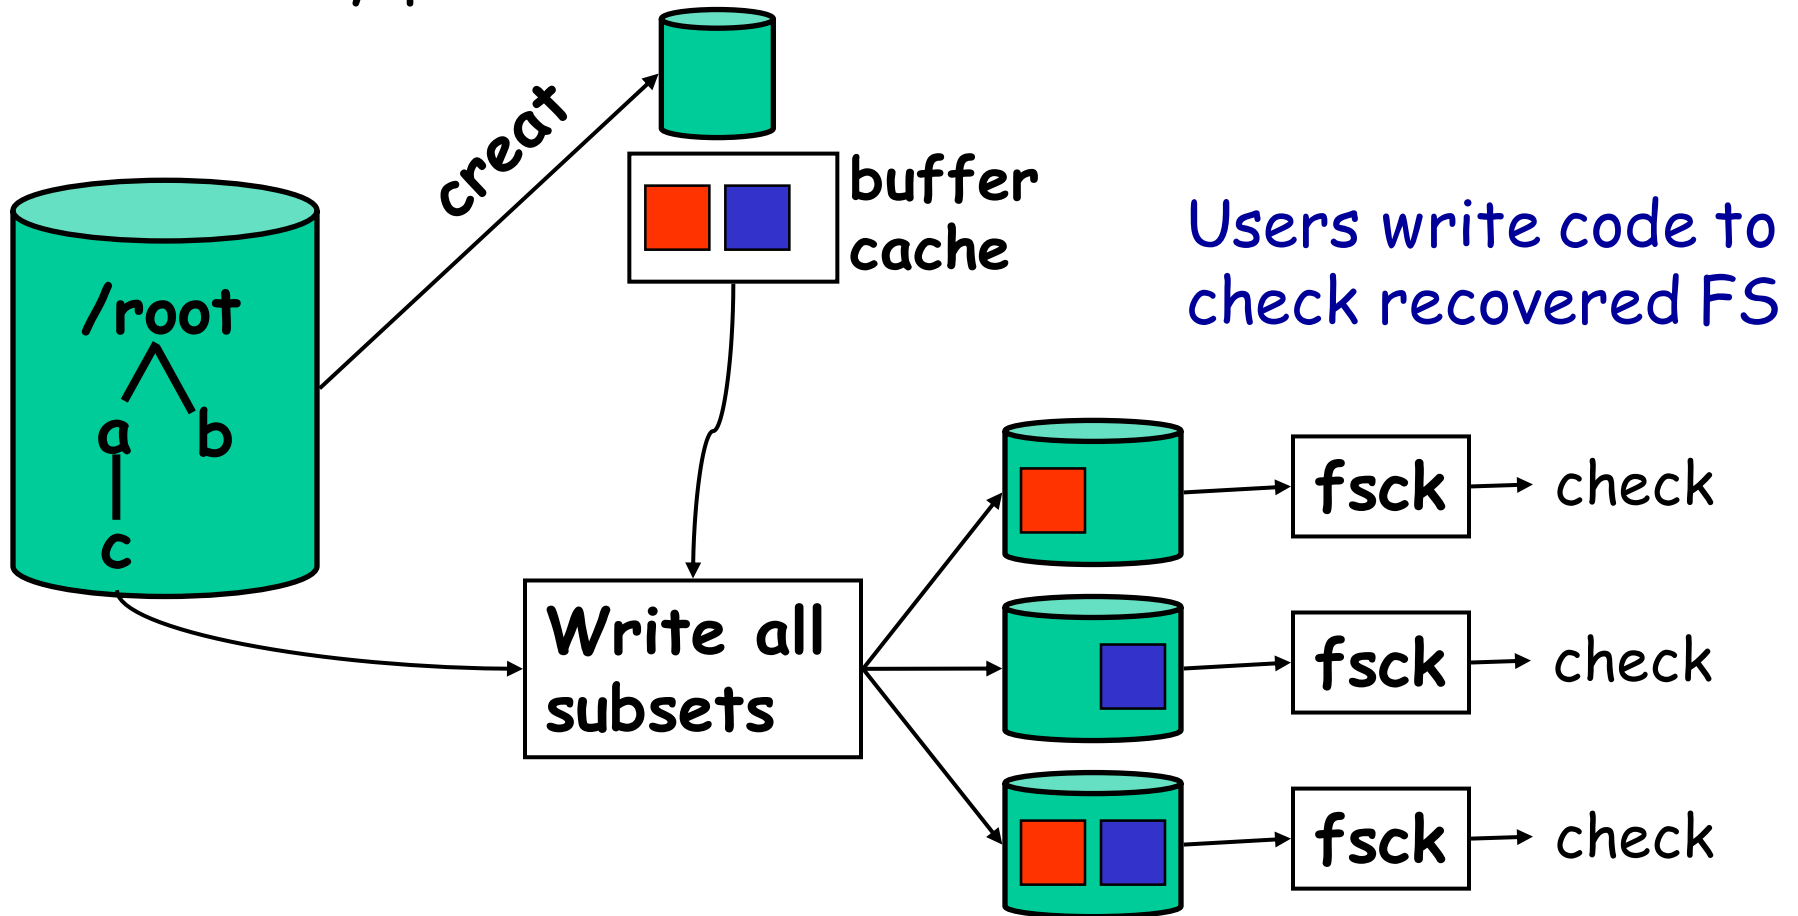 creat
buffer
cache
Users write code to
check recovered FS
/root
a b
c
Write all
subsets
fsck
check
fsck
check
fsck
check